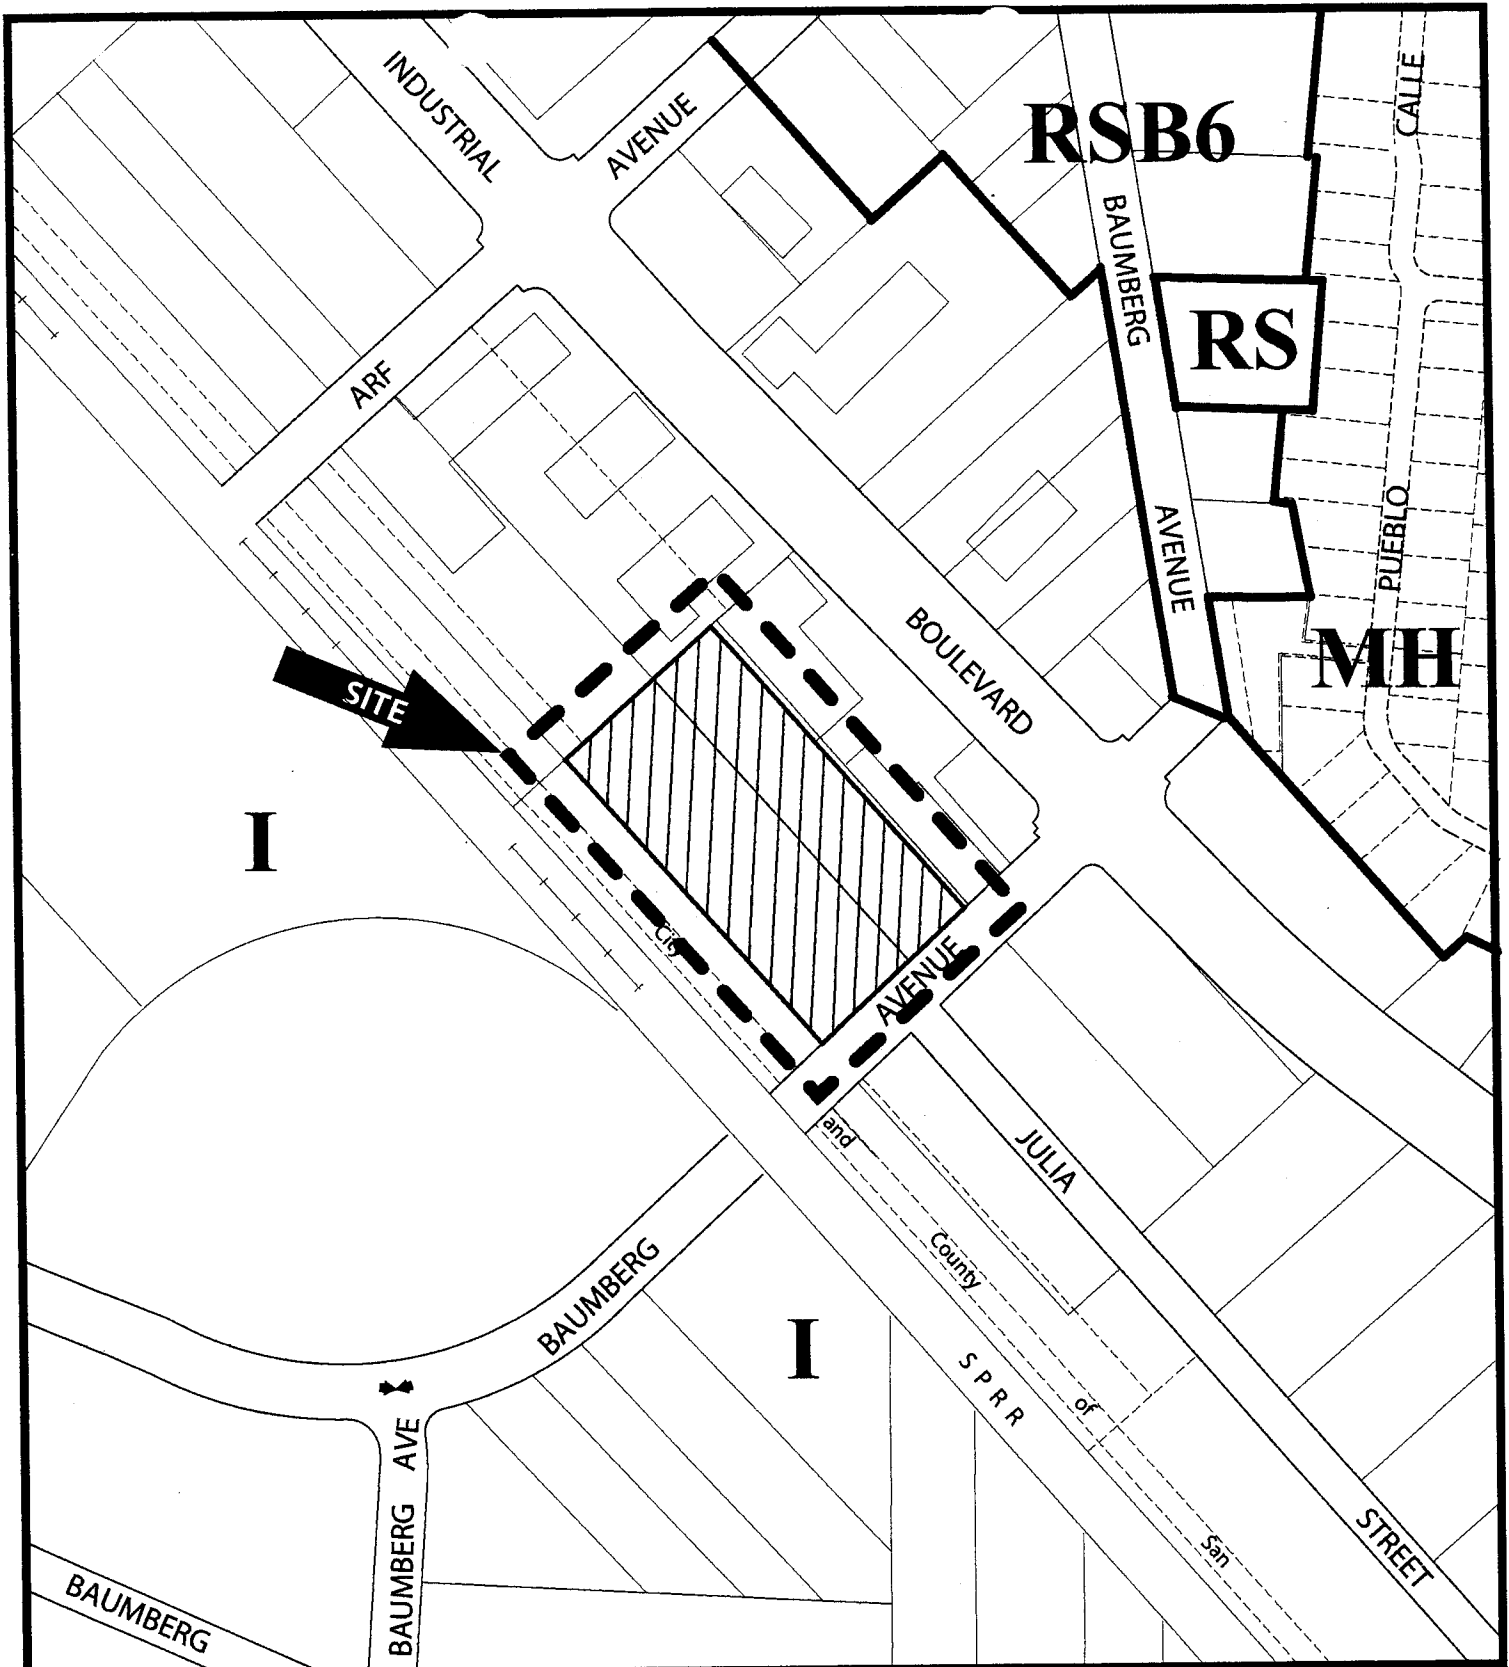 INDUSTRIAL
AVENUE
RSB6
CALLE
BAUMBERG
RS
ARF
AVENUE
PUEBLO
BOULEVARD
MH
SITE
I
City
AVENUE
and
JULIA
County
BAUMBERG
I
SPRR
of
AVE
BAUMBERG
San
STREET
BAUMBERG